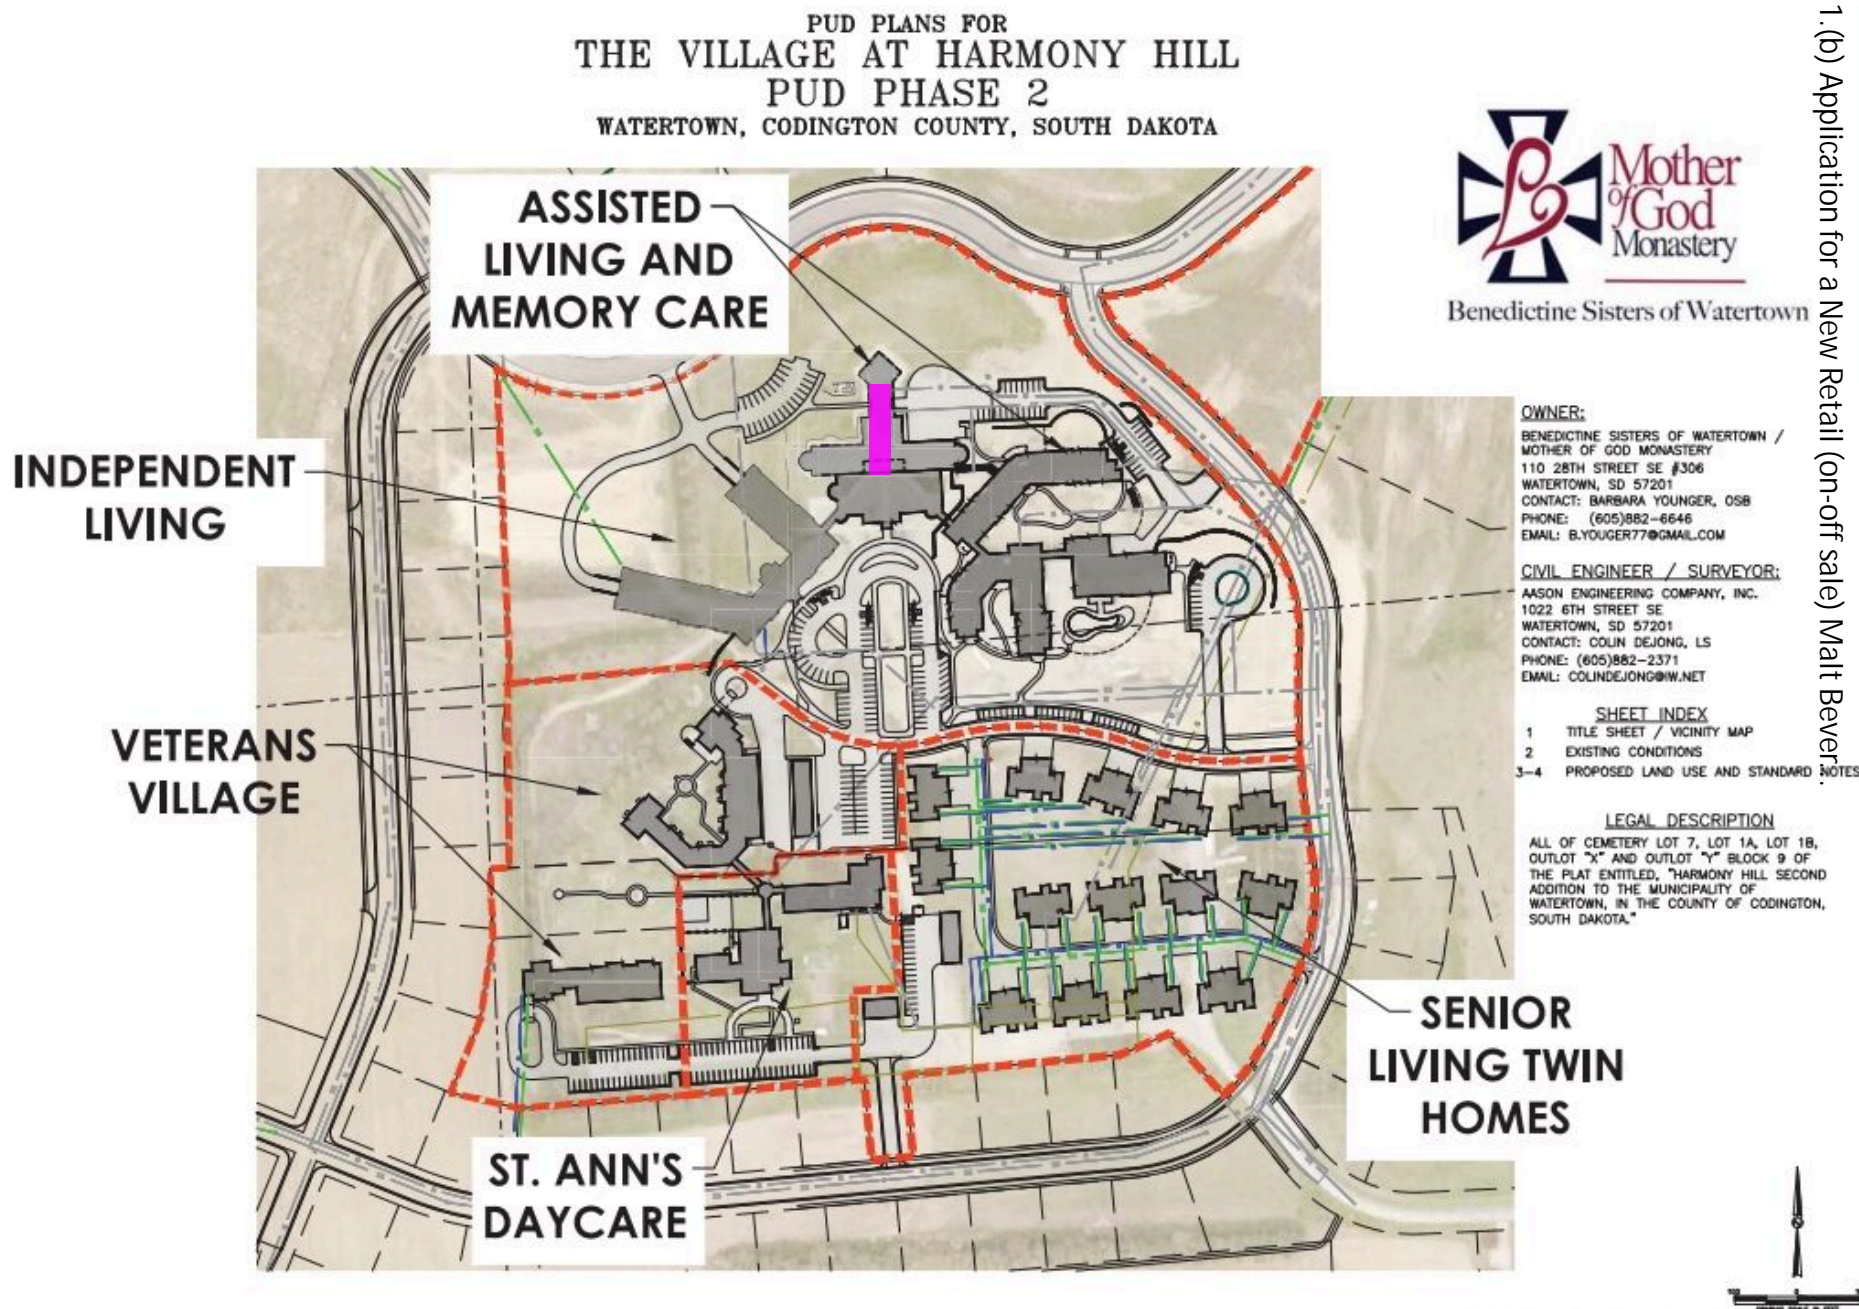 PUD PLANS FOR
THE VILLAGE AT HARMONY HILL
PUD PHASE 2
WATERTOWN, CODINGTON COUNTY, SOUTH DAKOTA
1.(b) Application for a New Retail (on-off sale) Malt Bever...
Mother
of God
Monastery
Benedictine Sisters of Watertown
ASSISTED
LIVING AND
MEMORY CARE
INDEPENDENT
LIVING
VETERANS
VILLAGE
ST. ANN'S
DAYCARE
SENIOR
LIVING TWIN
HOMES
OWNER:
BENEDICTINE SISTERS OF WATERTOWN /
MOTHER OF GOD MONASTERY
110 28TH STREET SE #306
WATERTOWN, SD 57201
CONTACT: BARBARA YOUNGER, OSB
PHONE: (605)882-6646
EMAIL: B.YOUGER77@GMAIL.COM
CIVIL ENGINEER / SURVEYOR:
AASON ENGINEERING COMPANY, INC.
1022 6TH STREET SE
WATERTOWN, SD 57201
CONTACT: COLIN DEJONG, LS
PHONE: (605)882-2371
EMAIL: COLINDEJONG@IW.NET
SHEET INDEX
1 TITLE SHEET / VICINITY MAP
2 EXISTING CONDITIONS
3-4 PROPOSED LAND USE AND STANDARD NOTES
LEGAL DESCRIPTION
ALL OF CEMETERY LOT 7, LOT 1A, LOT 1B,
OUTLOT "X" AND OUTLOT "Y" BLOCK 9 OF
THE PLAT ENTITLED, "HARMONY HILL SECOND
ADDITION TO THE MUNICIPALITY OF
WATERTOWN, IN THE COUNTY OF CODINGTON,
SOUTH DAKOTA."